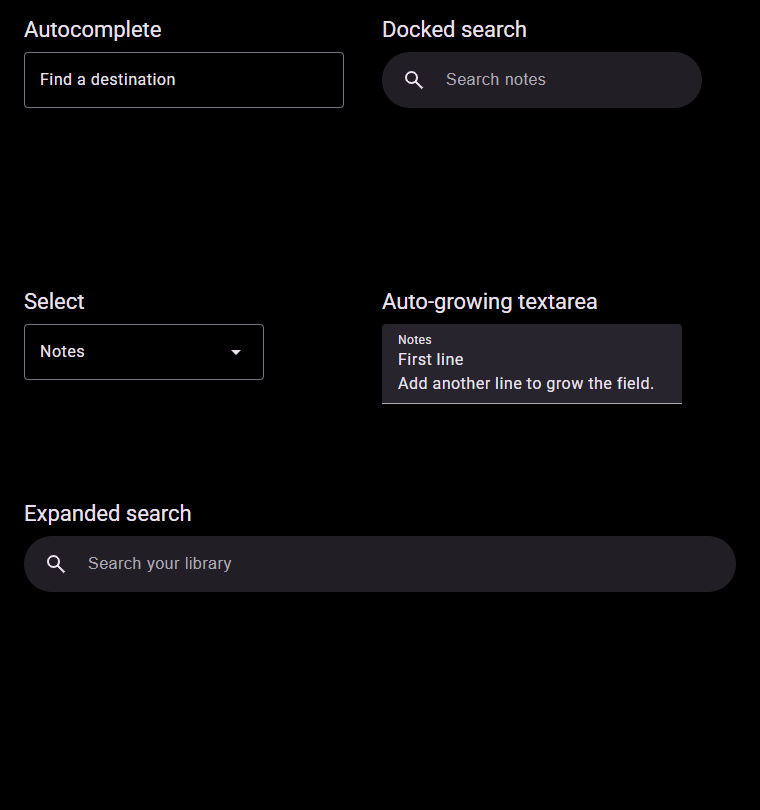 Autocomplete
Find a destination
Docked search
Search notes
Select
Notes
Auto-growing textarea
Notes
First line
Add another line to grow the field.
Expanded search
Search your library